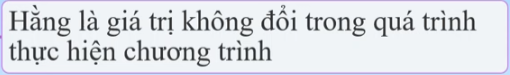 Hằng là giá trị không đổi trong quá trình
thực hiện chương trình